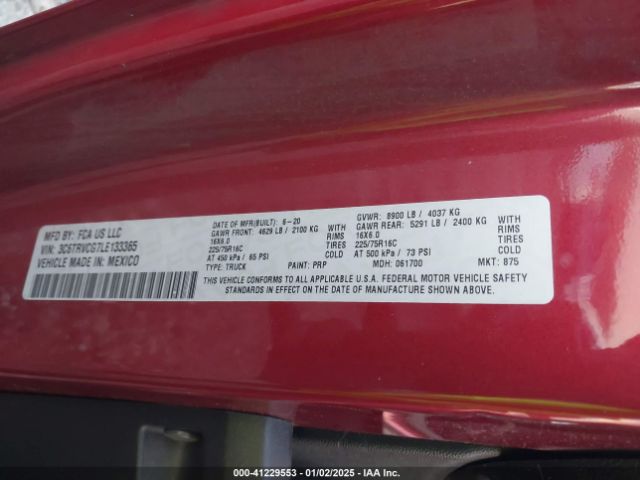 MFD BY: FCA US LLC
VIN: 3C6TRVCG7LE133365
VEHICLE MADE IN: MEXICO
DATE OF MFR(BUILT): 6-20
GAWR FRONT: 4629 LB / 2100 KG
16X6.0 RIMS
225/75R16C TIRES
AT 450 kPa / 65 PSI COLD
TYPE: TRUCK PAINT: PRP
GVWR: 8900 LB / 4037 KG
GAWR REAR: 5291 LB / 2400 KG
16X6.0 RIMS
225/75R16C TIRES
AT 500 kPa / 73 PSI COLD
MDH: 061700 MKT: 875
THIS VEHICLE CONFORMS TO ALL APPLICABLE U.S.A. FEDERAL MOTOR VEHICLE SAFETY
STANDARDS IN EFFECT ON THE DATE OF MANUFACTURE SHOWN ABOVE.
000-41229553 - 01/02/2025 - IAA Inc.